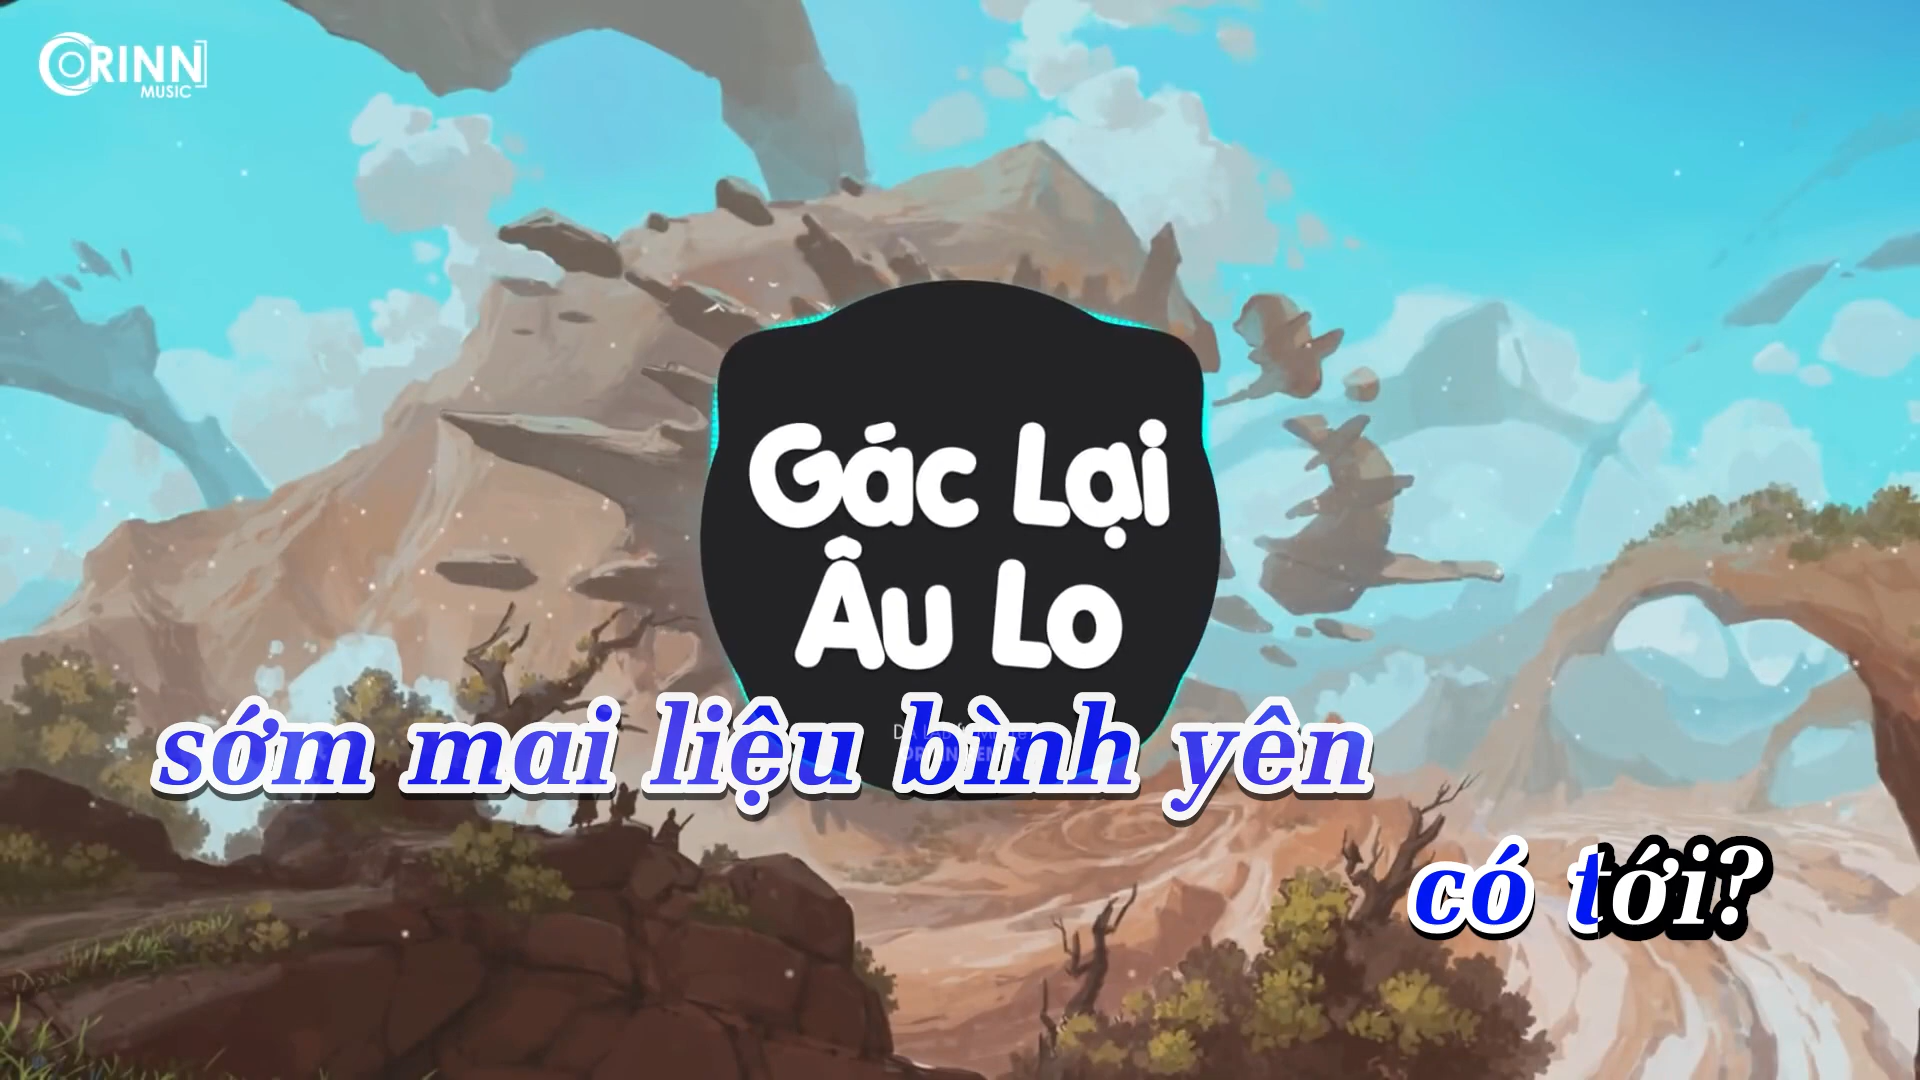 ORINN
MUSIC
Gác Lại
Âu Lo
sớm mai liệu bình yên
có tới?